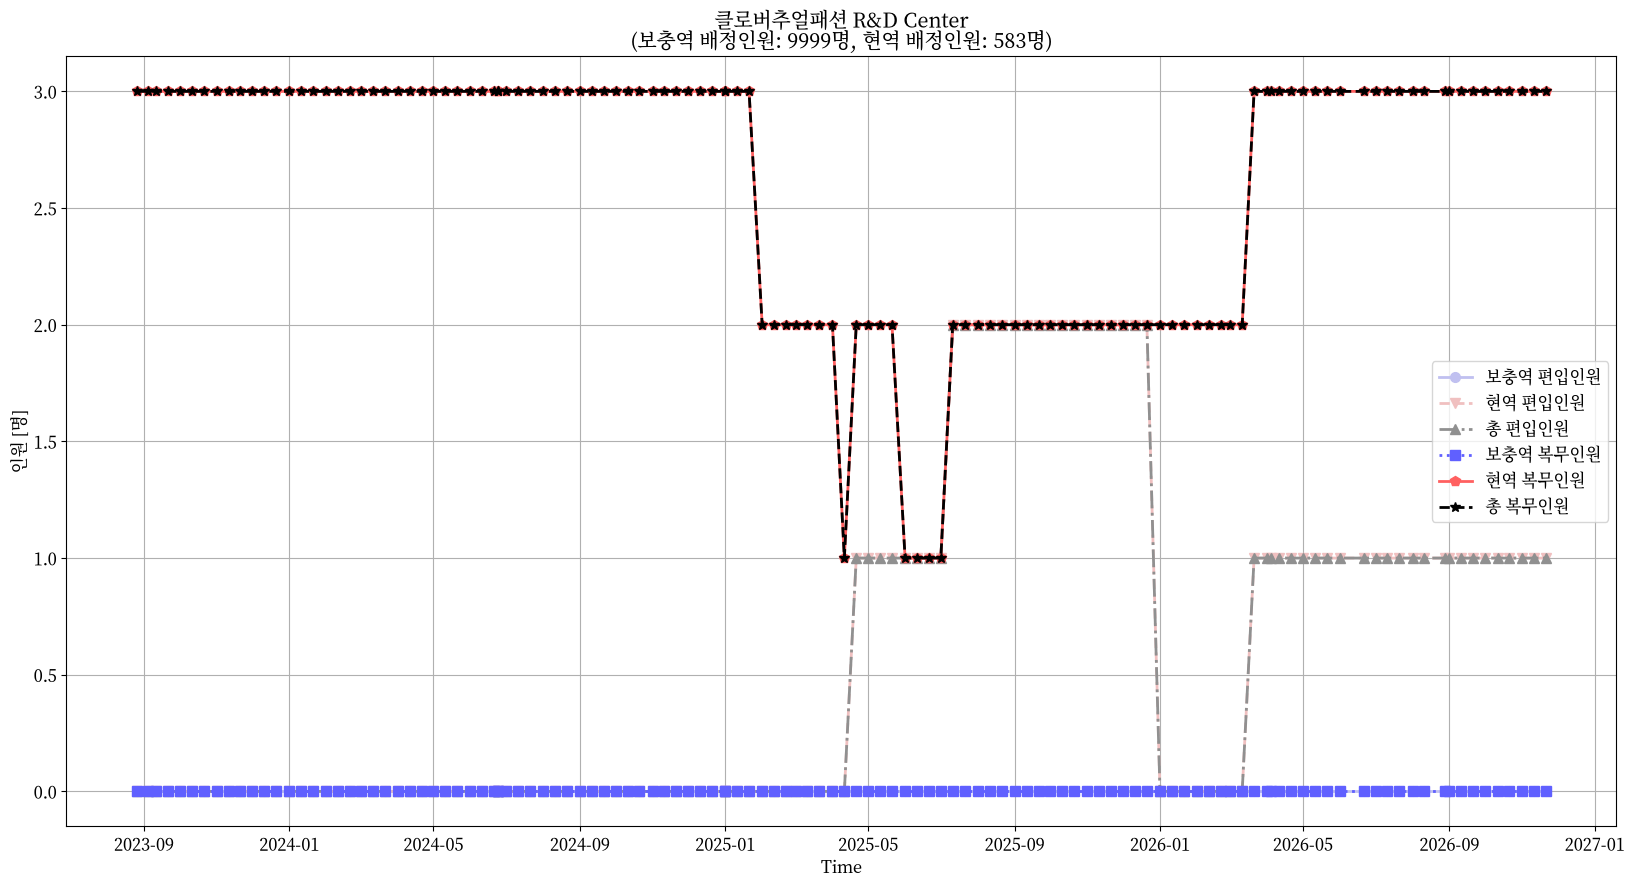 클로버추얼패션 R&D Center
(보충역 배정인원: 9999명, 현역 배정인원: 583명)
3.0
2.5
2.0
1.5
1.0
0.5
0.0
인원 [명]
보충역 편입인원
현역 편입인원
총 편입인원
보충역 복무인원
현역 복무인원
총 복무인원
2023-09 2024-01 2024-05 2024-09 2025-01 2025-05 2025-09 2026-01 2026-05 2026-09 2027-01
Time